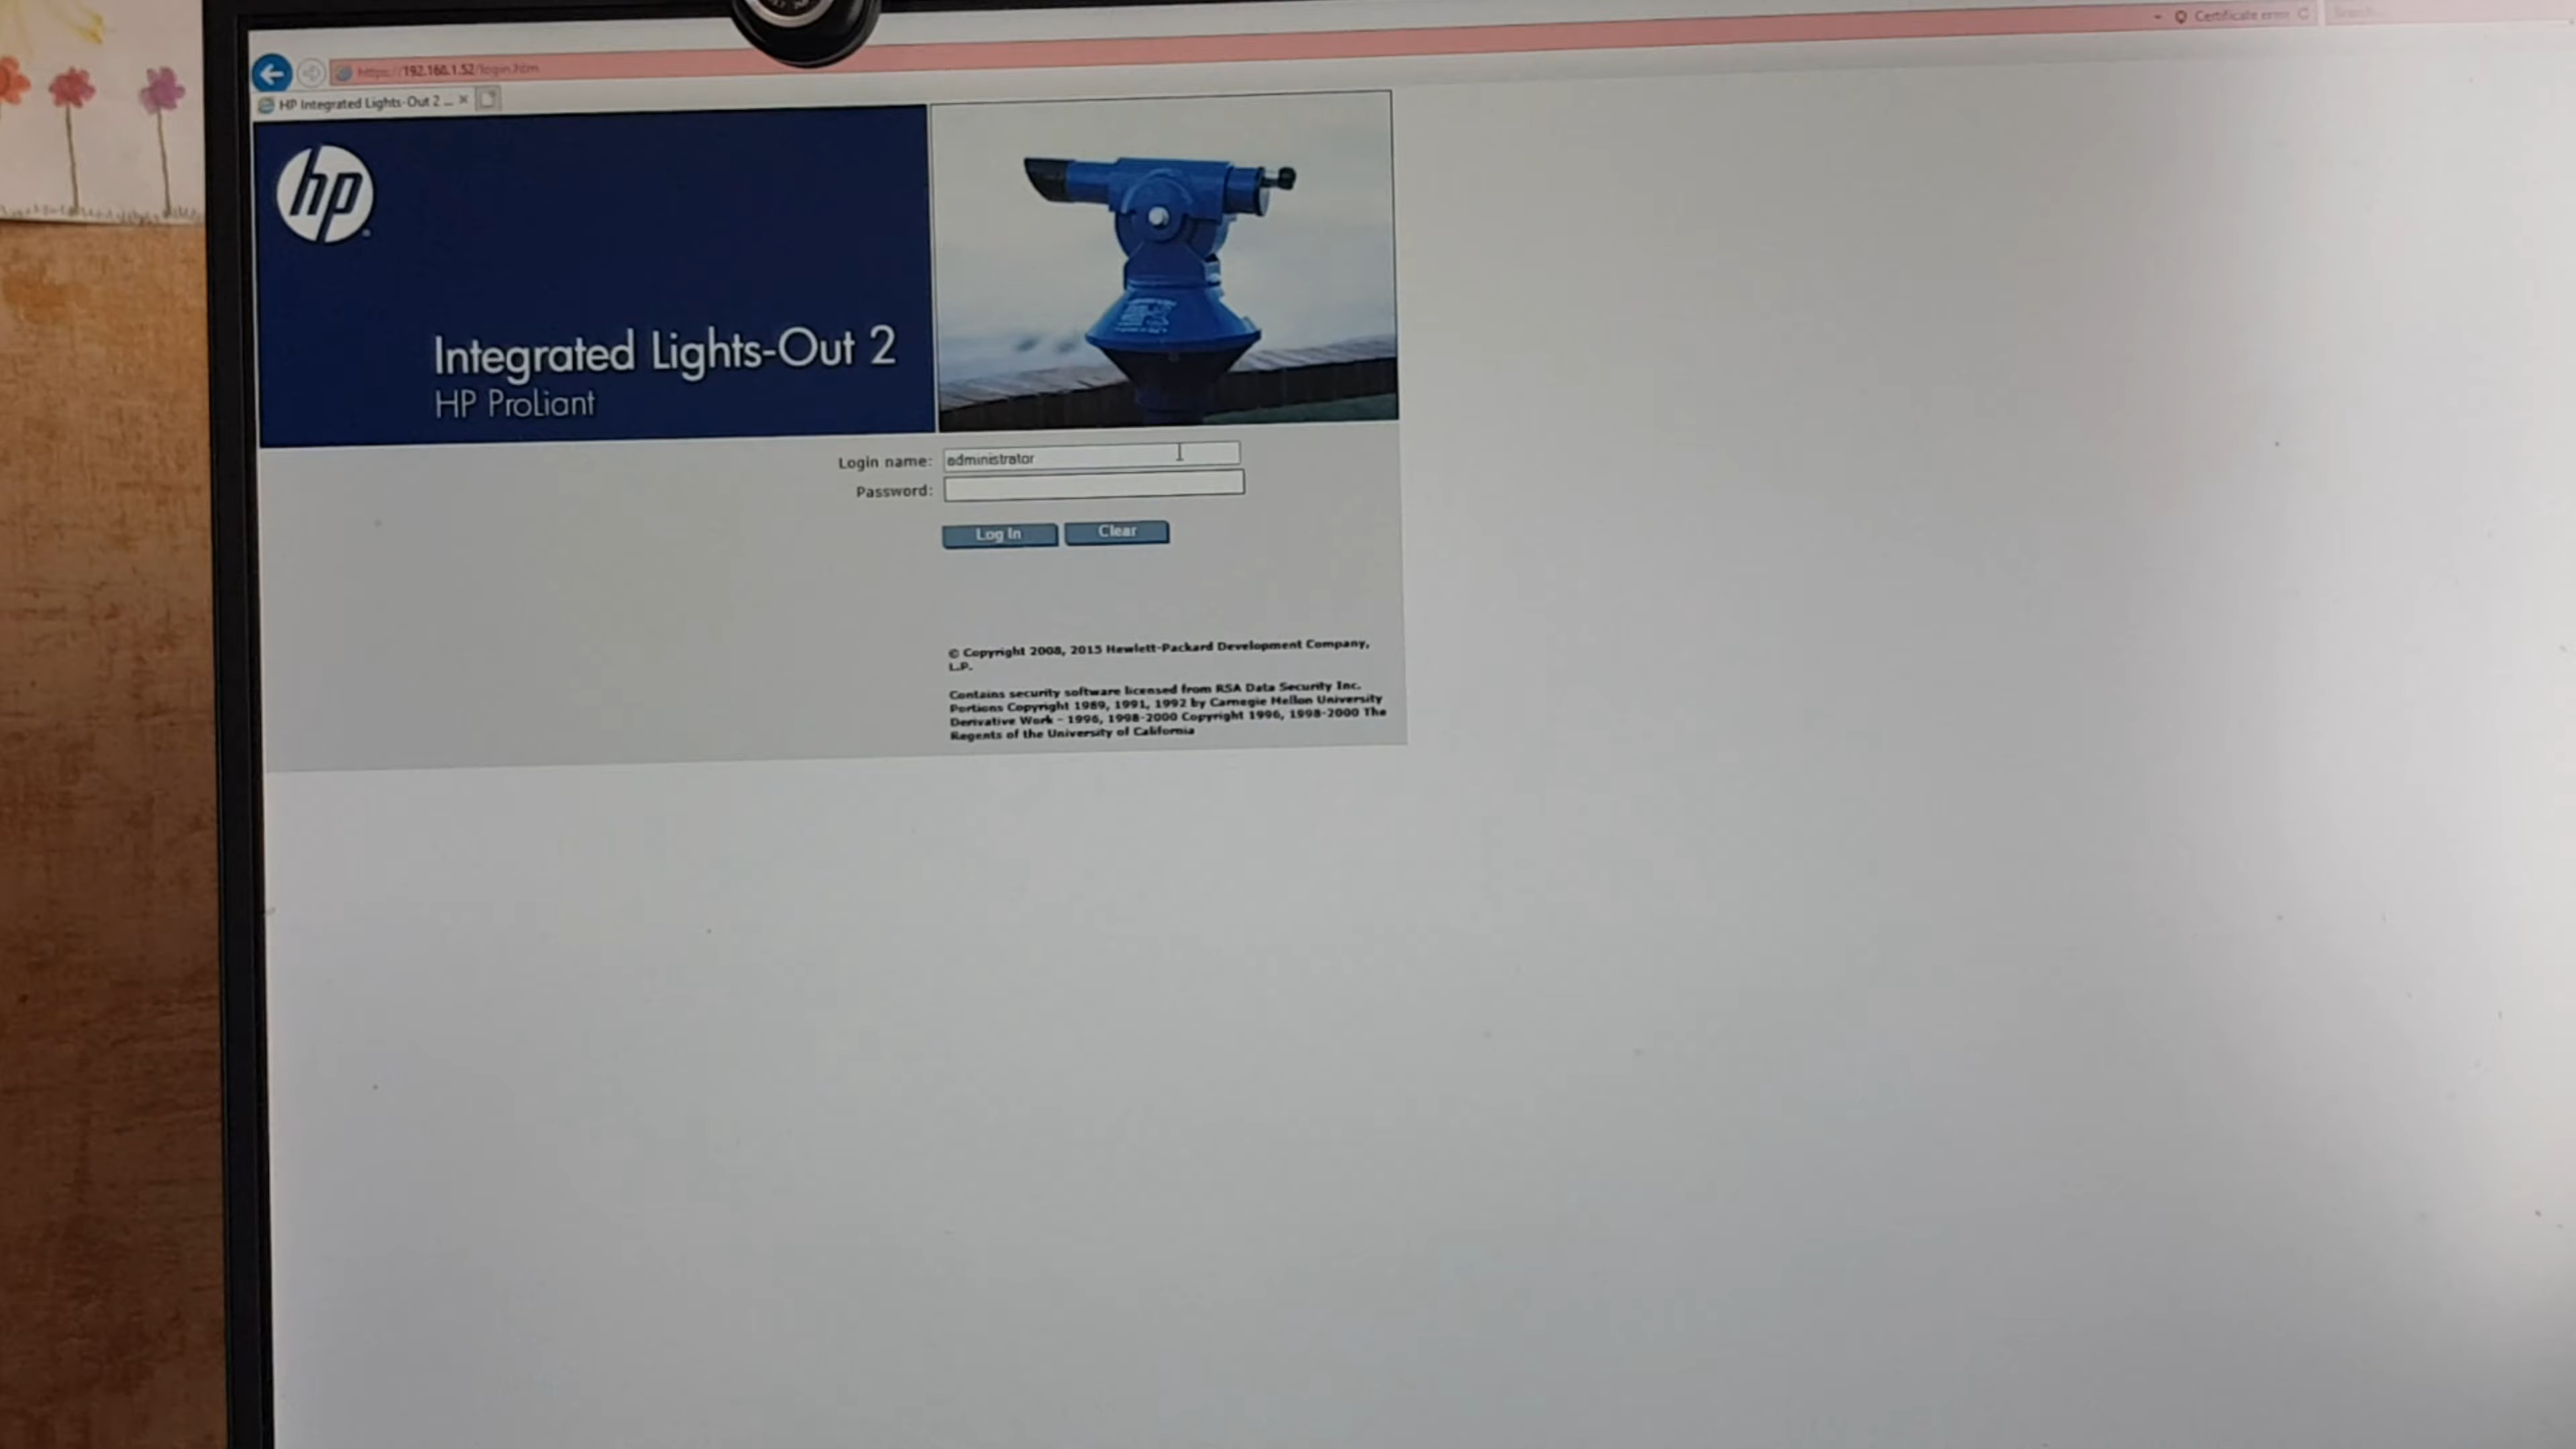 Certificate error
https://192.168.1.52/login.htm
HP Integrated Lights-Out 2 ...
hp
Integrated Lights-Out 2
HP ProLiant
Login name: administrator
Password:
Log In Clear
© Copyright 2008, 2015 Hewlett-Packard Development Company,
L.P.
Contains security software licensed from RSA Data Security Inc.
Portions Copyright 1989, 1991, 1992 by Carnegie Mellon University
Derivative Work - 1996, 1998-2000 Copyright 1996, 1998-2000 The
Regents of the University of California